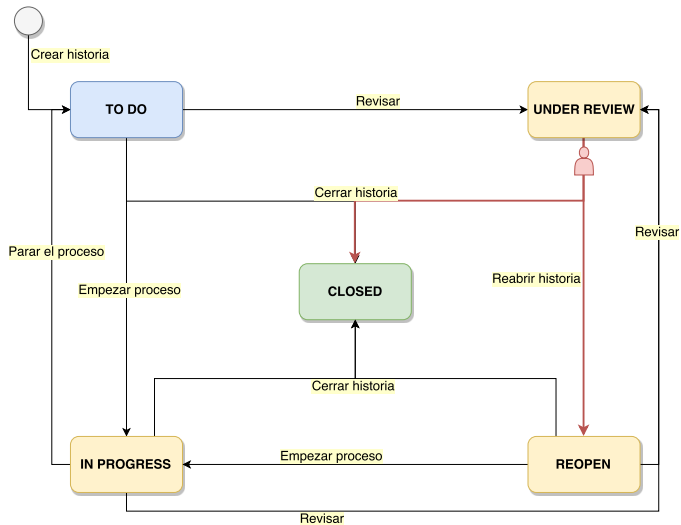 Crear historia
TO DO
Revisar
UNDER REVIEW
Cerrar historia
Revisar
Parar el proceso
Reabrir historia
Empezar proceso
CLOSED
Cerrar historia
IN PROGRESS
Empezar proceso
REOPEN
Revisar